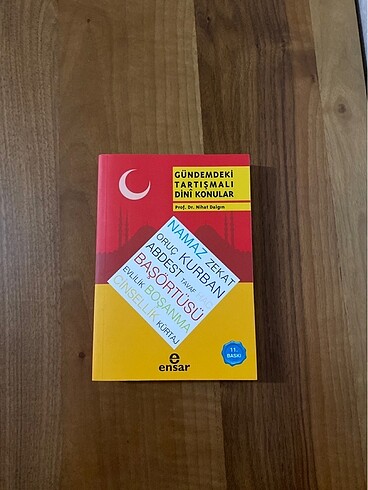 GÜNDEMDEKİ
TARTIŞMALI
DİNİ KONULAR
Prof. Dr. Nihat Dalgın
NAMAZ
ORUÇ ZEKAT
KURBAN
ABDEST TAVAF
BAŞÖRTÜSÜ
EVLİLİK BOŞANMA
CİNSELLİK
KÜRTAJ
ensar
11.
BASKI